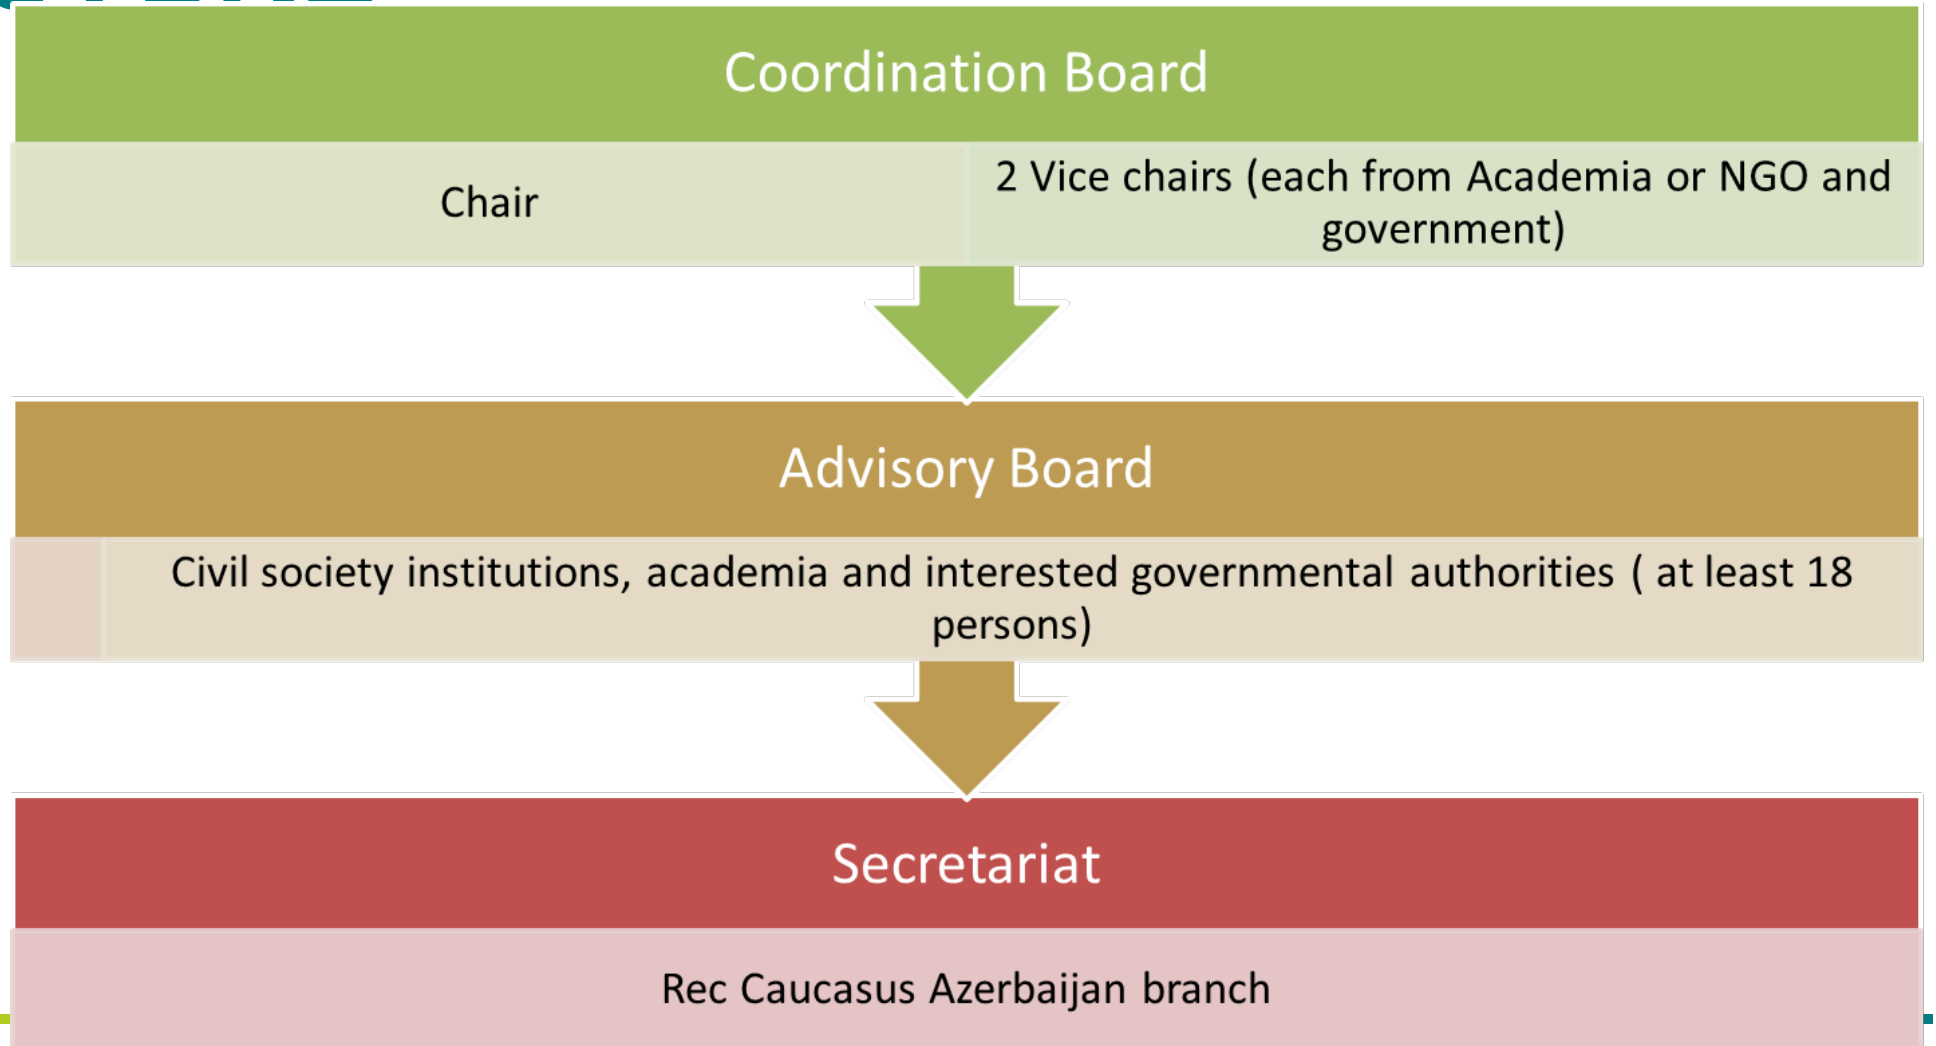 Coordination Board
Chair
2 Vice chairs (each from Academia or NGO and
government)
Advisory Board
Civil society institutions, academia and interested governmental authorities ( at least 18
persons)
Secretariat
Rec Caucasus Azerbaijan branch